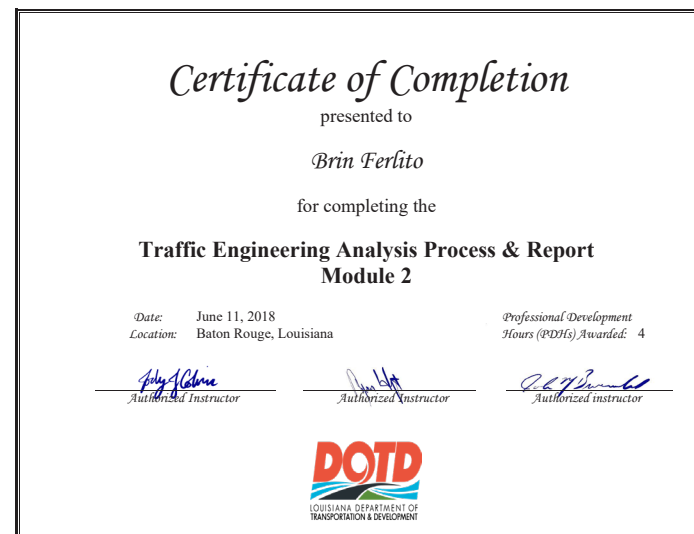 Certificate of Completion
presented to
Brin Ferlito
for completing the
Traffic Engineering Analysis Process & Report
Module 2
Date: June 11, 2018
Location: Baton Rouge, Louisiana
Professional Development
Hours (PDHs) Awarded: 4
Authorized Instructor
Authorized Instructor
Authorized instructor
DOTD
LOUISIANA DEPARTMENT OF
TRANSPORTATION & DEVELOPMENT